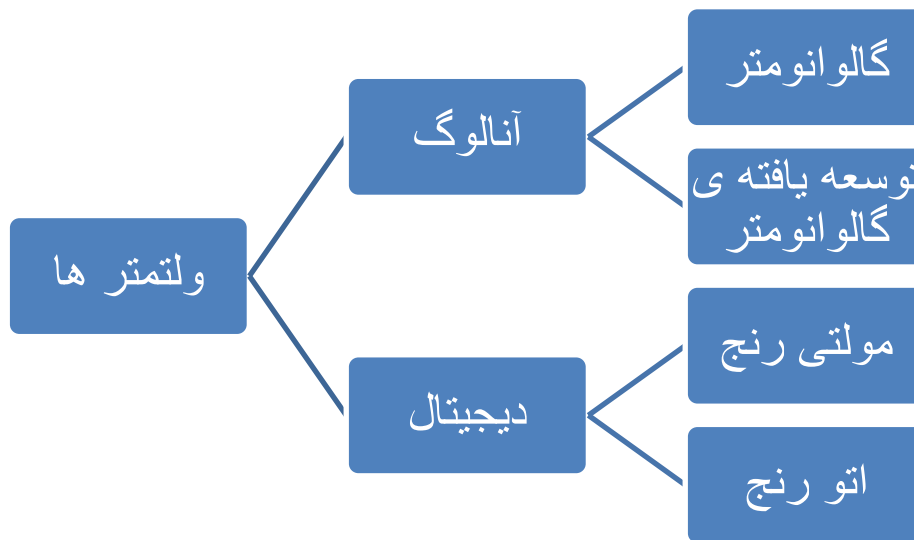 گالوانومتر
آنالوگ
توسعه یافته ی
گالوانومتر
ولتمتر ها
مولتی رنج
دیجیتال
اتو رنج